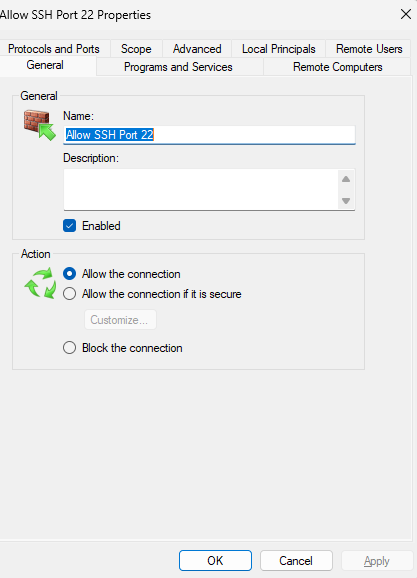 Allow SSH Port 22 Properties
Protocols and Ports Scope Advanced Local Principals Remote Users
General Programs and Services Remote Computers
General
Name:
Allow SSH Port 22
Description:
Enabled
Action
Allow the connection
Allow the connection if it is secure
Customize...
Block the connection
OK Cancel Apply